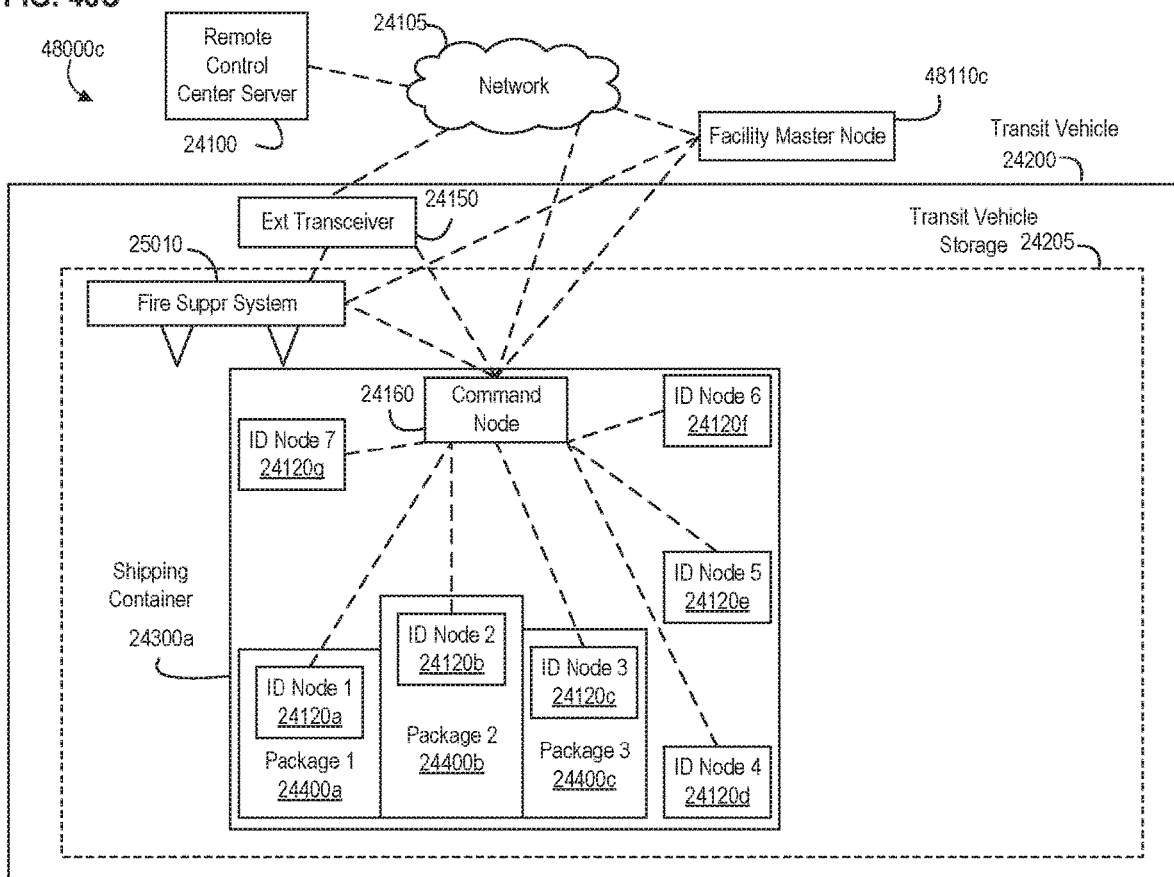 48000c
Remote
Control
Center Server
24100
24105
Network
48110c
Facility Master Node
Transit Vehicle
24200
24150
Ext Transceiver
Transit Vehicle
Storage 24205
25010
Fire Suppr System
24160
Command
Node
ID Node 6
24120f
ID Node 7
24120g
ID Node 5
24120e
Shipping
Container
24300a
ID Node 2
24120b
ID Node 3
24120c
ID Node 1
24120a
Package 2
24400b
Package 3
24400c
Package 1
24400a
ID Node 4
24120d